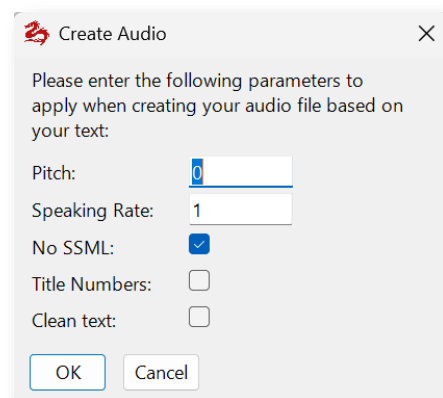 Create Audio
Please enter the following parameters to
apply when creating your audio file based on
your text:
Pitch: 0
Speaking Rate: 1
No SSML:
Title Numbers:
Clean text:
OK Cancel